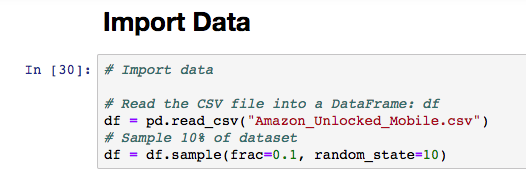 Import Data
In [30]: # Import data
# Read the CSV file into a DataFrame: df
df = pd.read_csv("Amazon_Unlocked_Mobile.csv")
# Sample 10% of dataset
df = df.sample(frac=0.1, random_state=10)